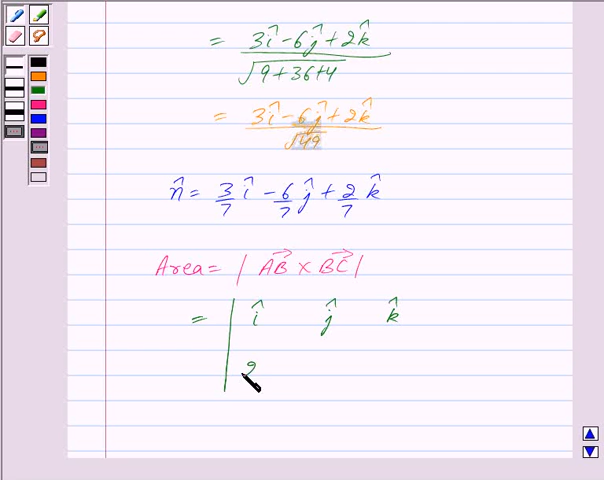 = 3î - 6ĵ + 2k̂
√9+36+4
= 3î - 6ĵ + 2k̂
√49
n̂ = 3/7 î - 6/7 ĵ + 2/7 k̂
Area = | AB⃗ × BC⃗ |
= | î ĵ k̂
2